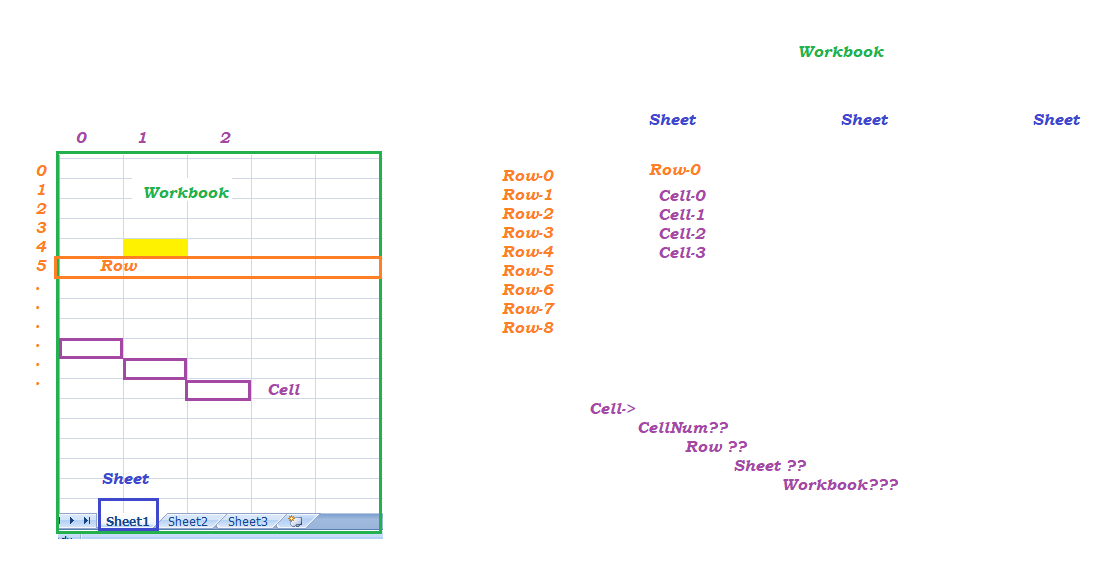 Workbook
Sheet Sheet Sheet
0 1 2
0
1
2
3
4
5
.
.
.
.
.
.
Workbook
Row
Cell
Sheet
Sheet1 Sheet2 Sheet3
Row-0
Row-1
Row-2
Row-3
Row-4
Row-5
Row-6
Row-7
Row-8
Row-0
Cell-0
Cell-1
Cell-2
Cell-3
Cell->
CellNum??
Row ??
Sheet ??
Workbook???